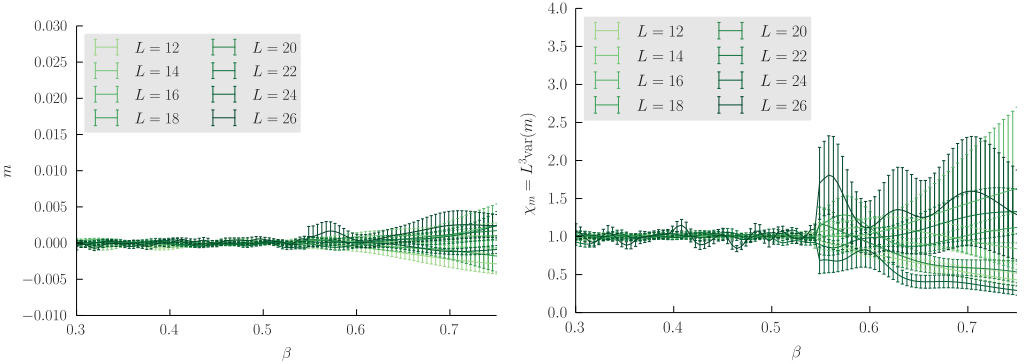 0.030
0.025
0.020
0.015
0.010
0.005
0.000
−0.005
−0.010
m
L = 12 L = 20
L = 14 L = 22
L = 16 L = 24
L = 18 L = 26
0.3 0.4 0.5 0.6 0.7
β
4.0
3.5
3.0
2.5
2.0
1.5
1.0
0.5
0.0
χₘ = L³var(m)
L = 12 L = 20
L = 14 L = 22
L = 16 L = 24
L = 18 L = 26
0.3 0.4 0.5 0.6 0.7
β